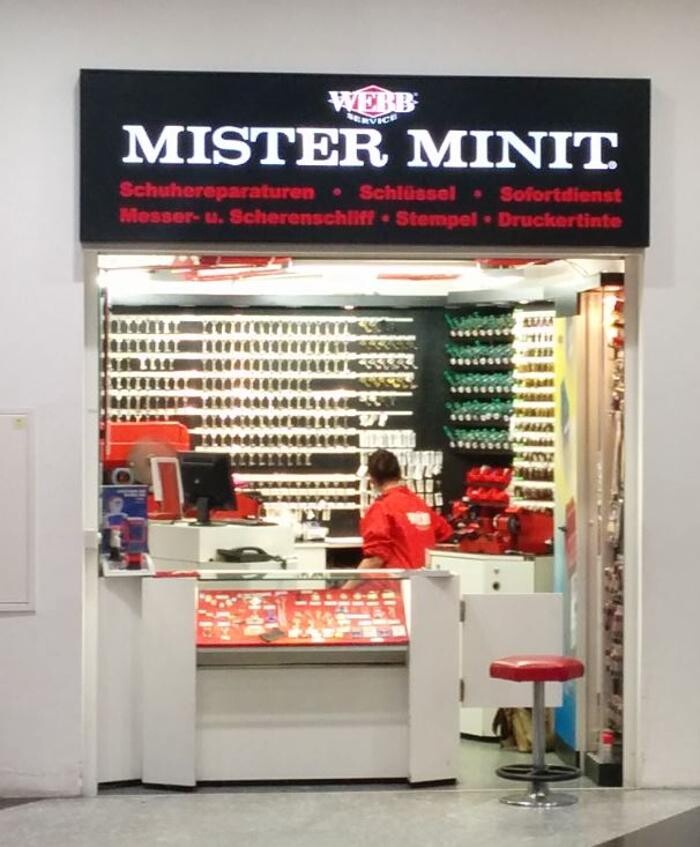 WEBB
SERVICE
MISTER MINIT
Schuhereparaturen • Schlüssel • Sofortdienst
Messer- u. Scherenschliff • Stempel • Druckertinte